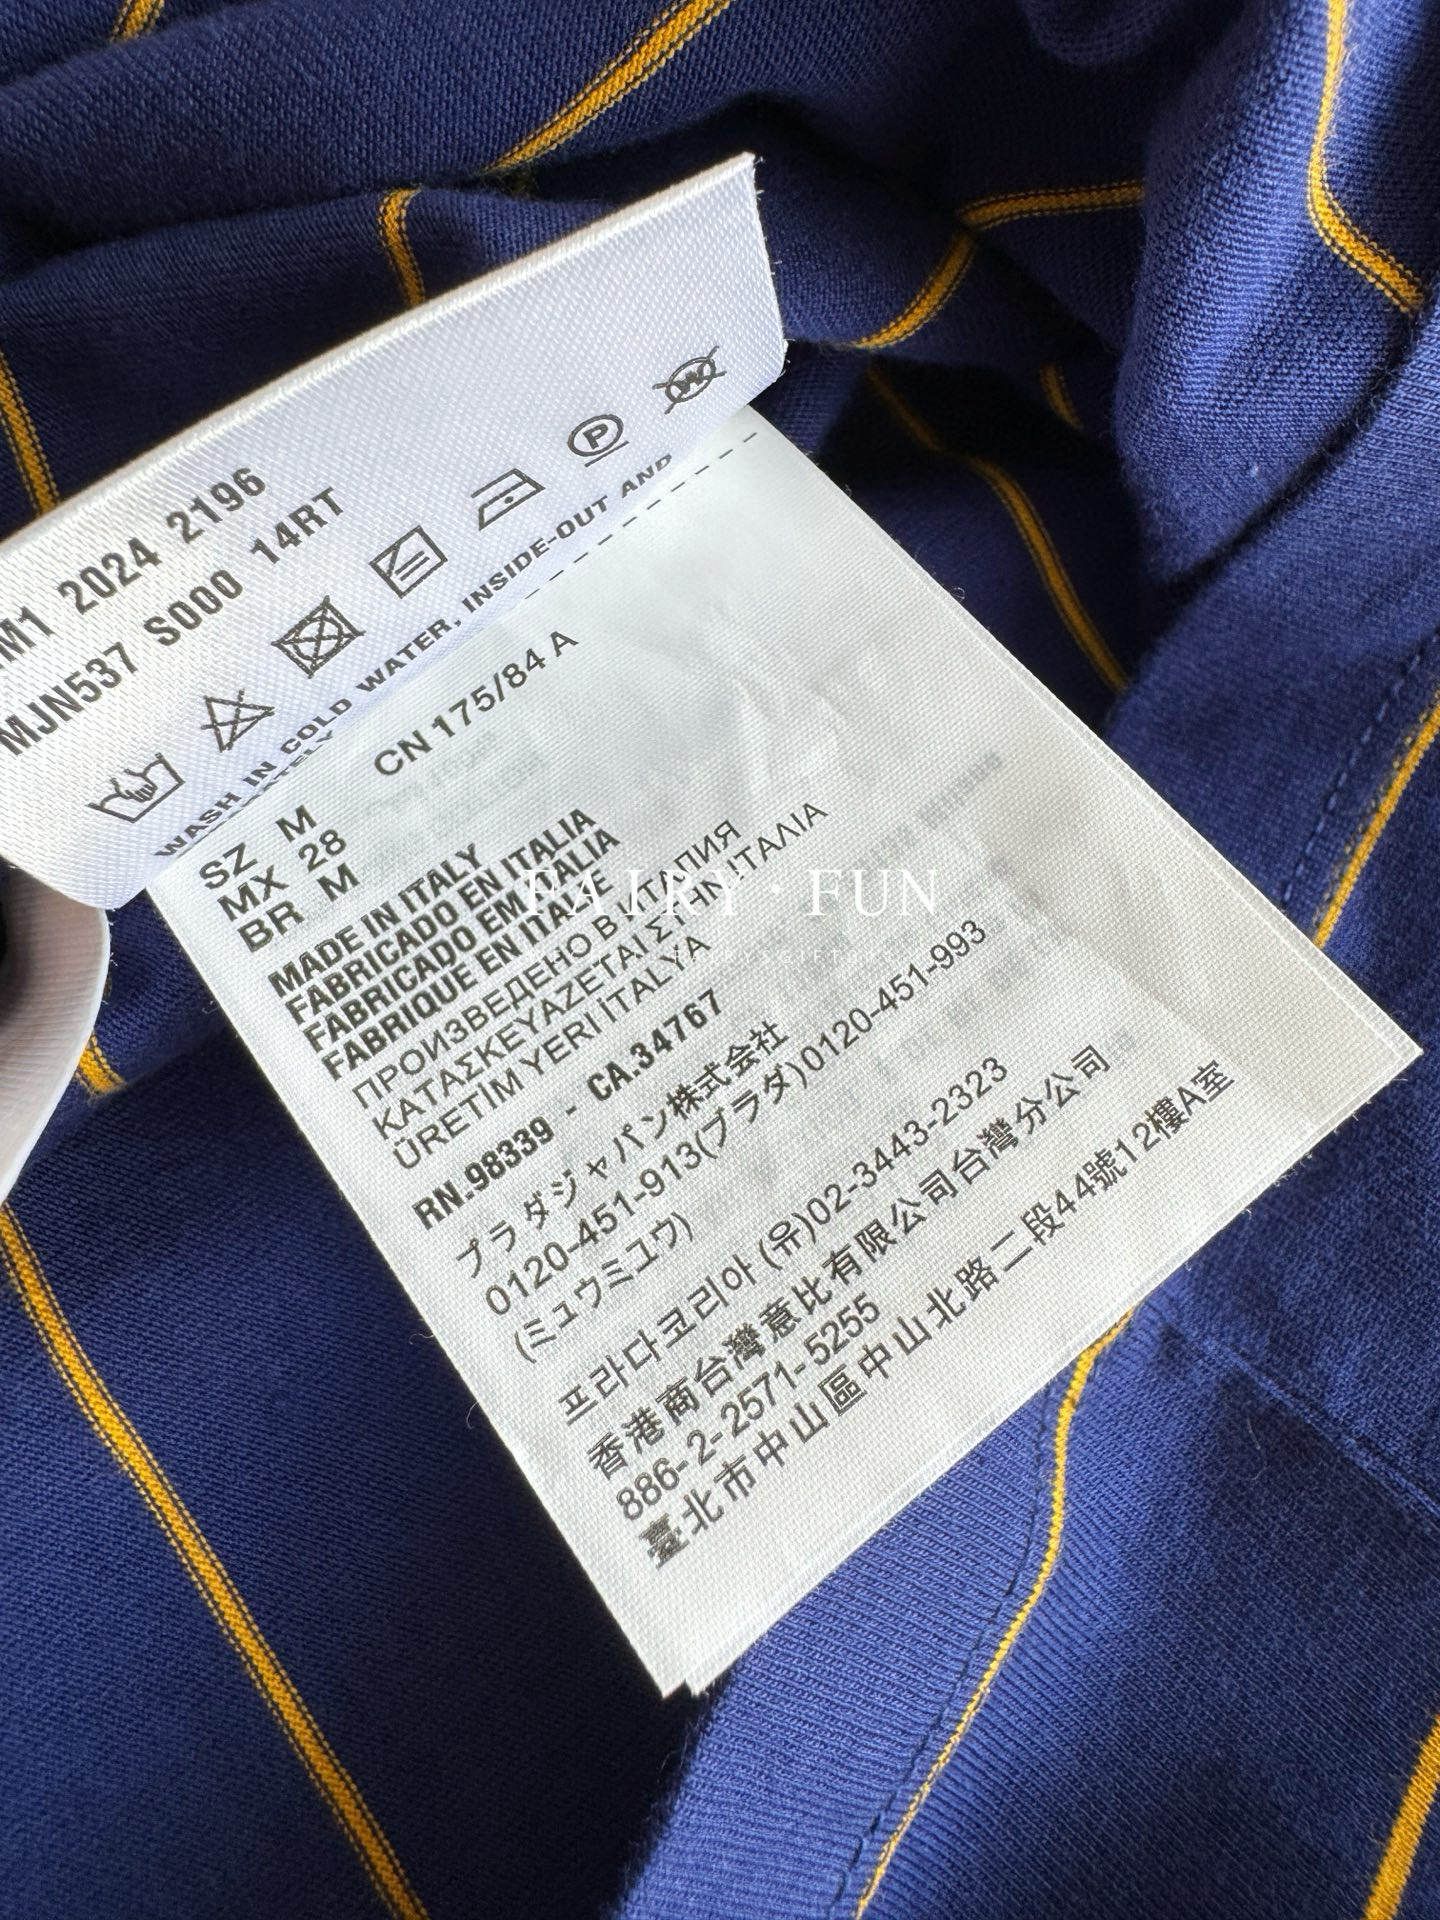 M1 2024 2196
MJN537 S000 14RT
P
W
WASH IN COLD WATER, INSIDE-OUT AND
CN 175/84 A
SZ M
MX 28
BR M
MADE IN ITALY
FABRICADO EN ITALIA
FABRICADO EM ITALIA
FABRIQUE EN ITALIE
ПРОИЗВЕДЕНО В ИТАЛИЯ
ΚΑΤΑΣΚΕΥΑΖΕΤΑΙ ΣΤΗΝ ΙΤΑΛΙΑ
ÜRETİM YERİ İTALYA
RN.98339 - CA.34767
プラダジャパン株式会社
0120-451-913(プラダ)0120-451-993
(ミュウミュウ)
프라다코리아 (유)02-3443-2323
香港商台灣意比有限公司台灣分公司
886-2-2571-5255
臺北市中山區中山北路二段44號12樓A室
FAIRY · FUN